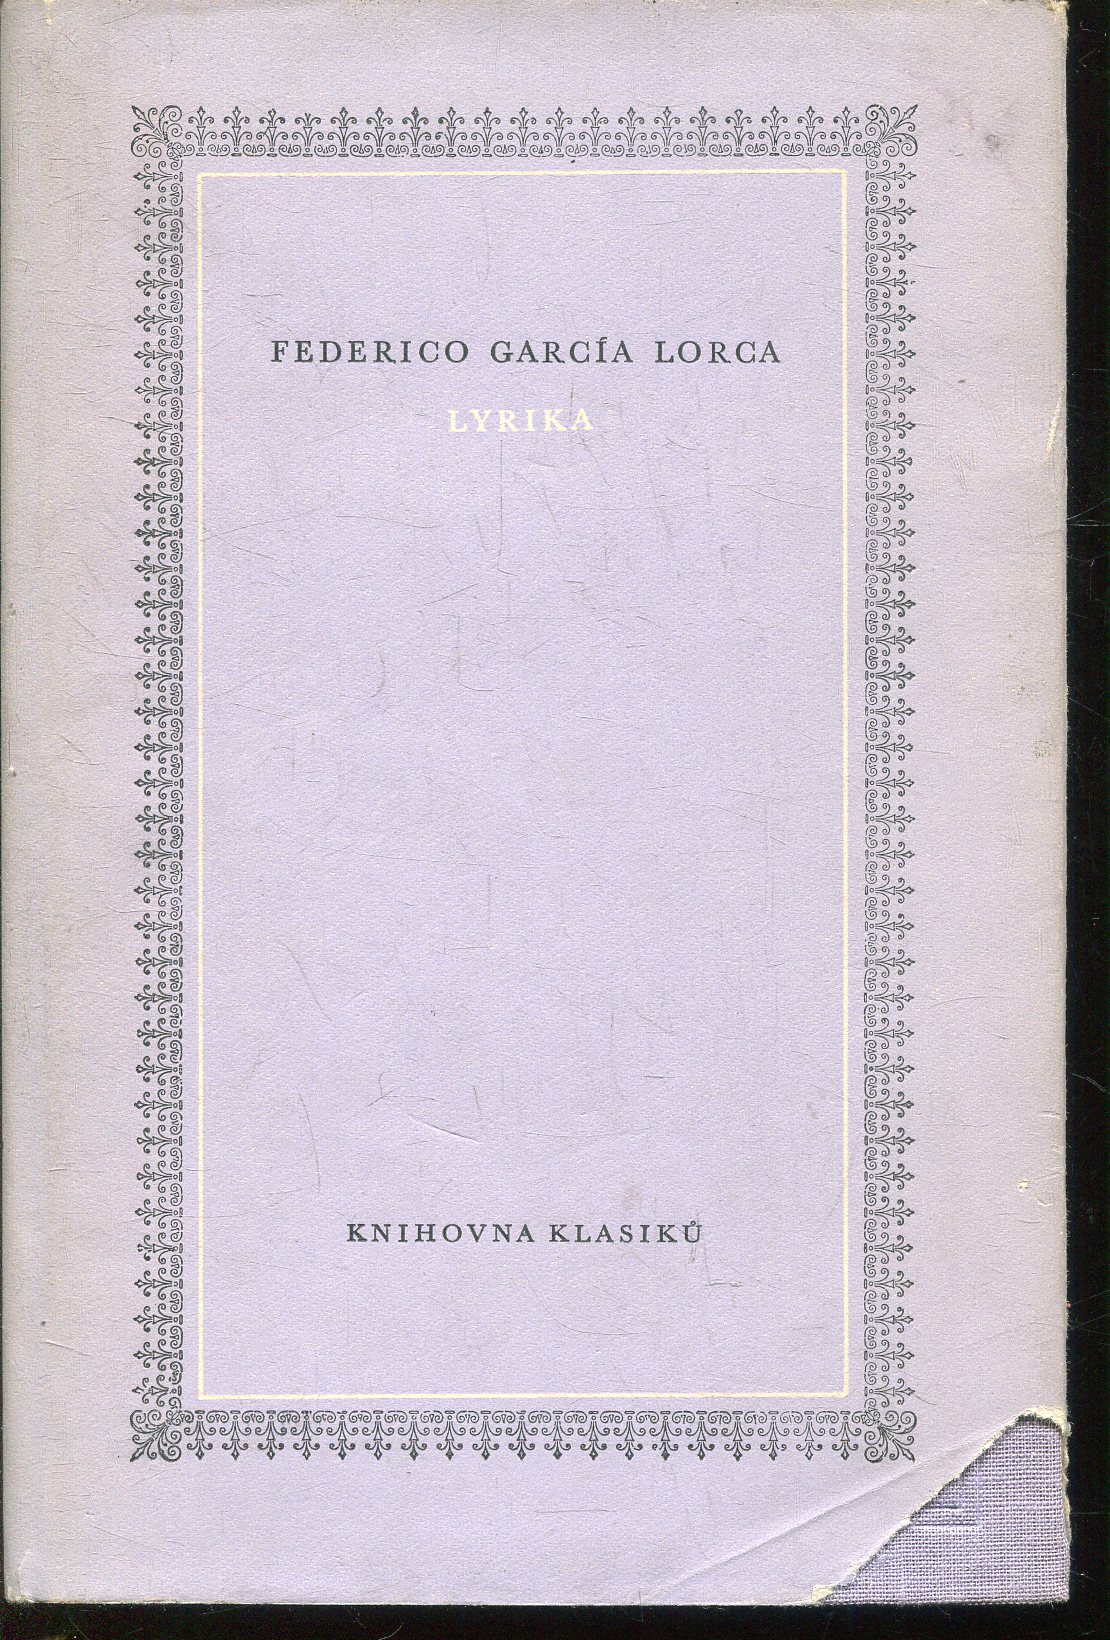 FEDERICO GARCÍA LORCA
LYRIKA
KNIHOVNA KLASIKŮ